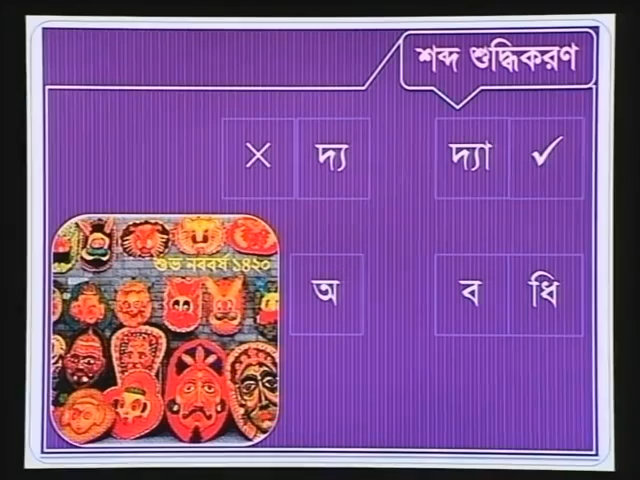 শব্দ শুদ্ধিকরণ
× দ্য দ্যা ✓
শুভ নববর্ষ ১৪২০
অ ব ধি